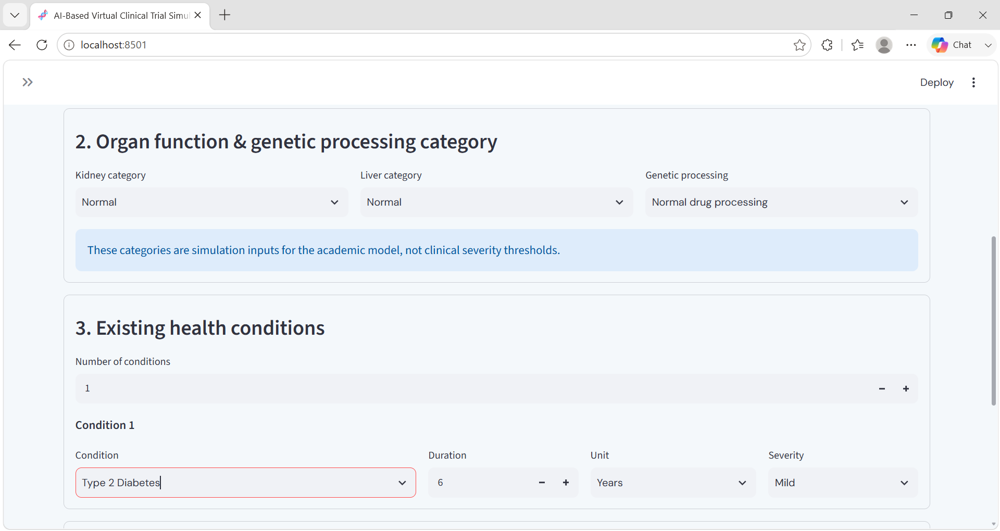 AI-Based Virtual Clinical Trial Simu
localhost:8501
Chat
Deploy
2. Organ function & genetic processing category
Kidney category
Liver category
Genetic processing
Normal
Normal
Normal drug processing
These categories are simulation inputs for the academic model, not clinical severity thresholds.
3. Existing health conditions
Number of conditions
1
Condition 1
Condition
Duration
Unit
Severity
Type 2 Diabetes
6
Years
Mild